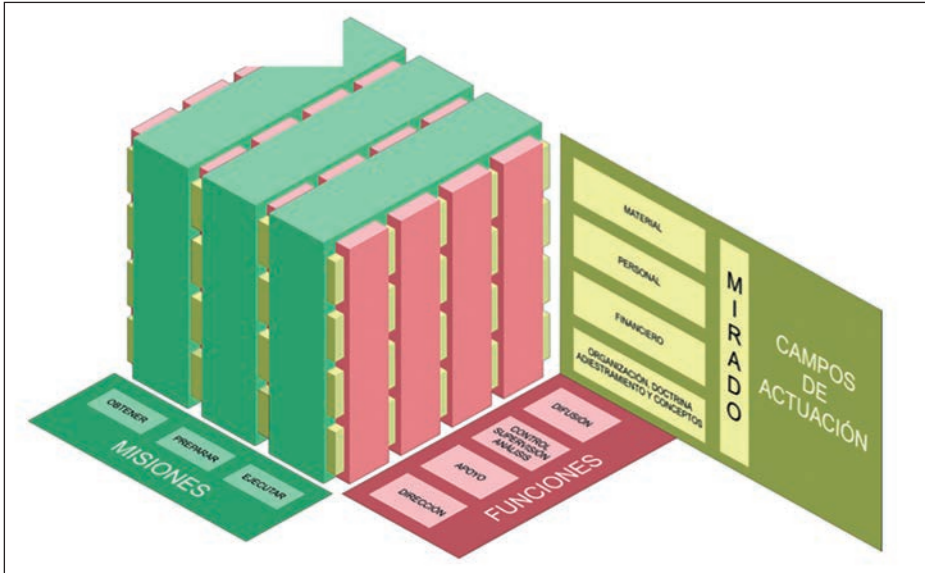 MATERIAL
PERSONAL
FINANCIERO
ORGANIZACIÓN, DOCTRINA
ADIESTRAMIENTO Y CONCEPTOS
MIRADO
CAMPOS
DE
ACTUACIÓN
OBTENER
PREPARAR
EJECUTAR
MISIONES
DIFUSIÓN
CONTROL
SUPERVISIÓN
ANÁLISIS
APOYO
DIRECCIÓN
FUNCIONES